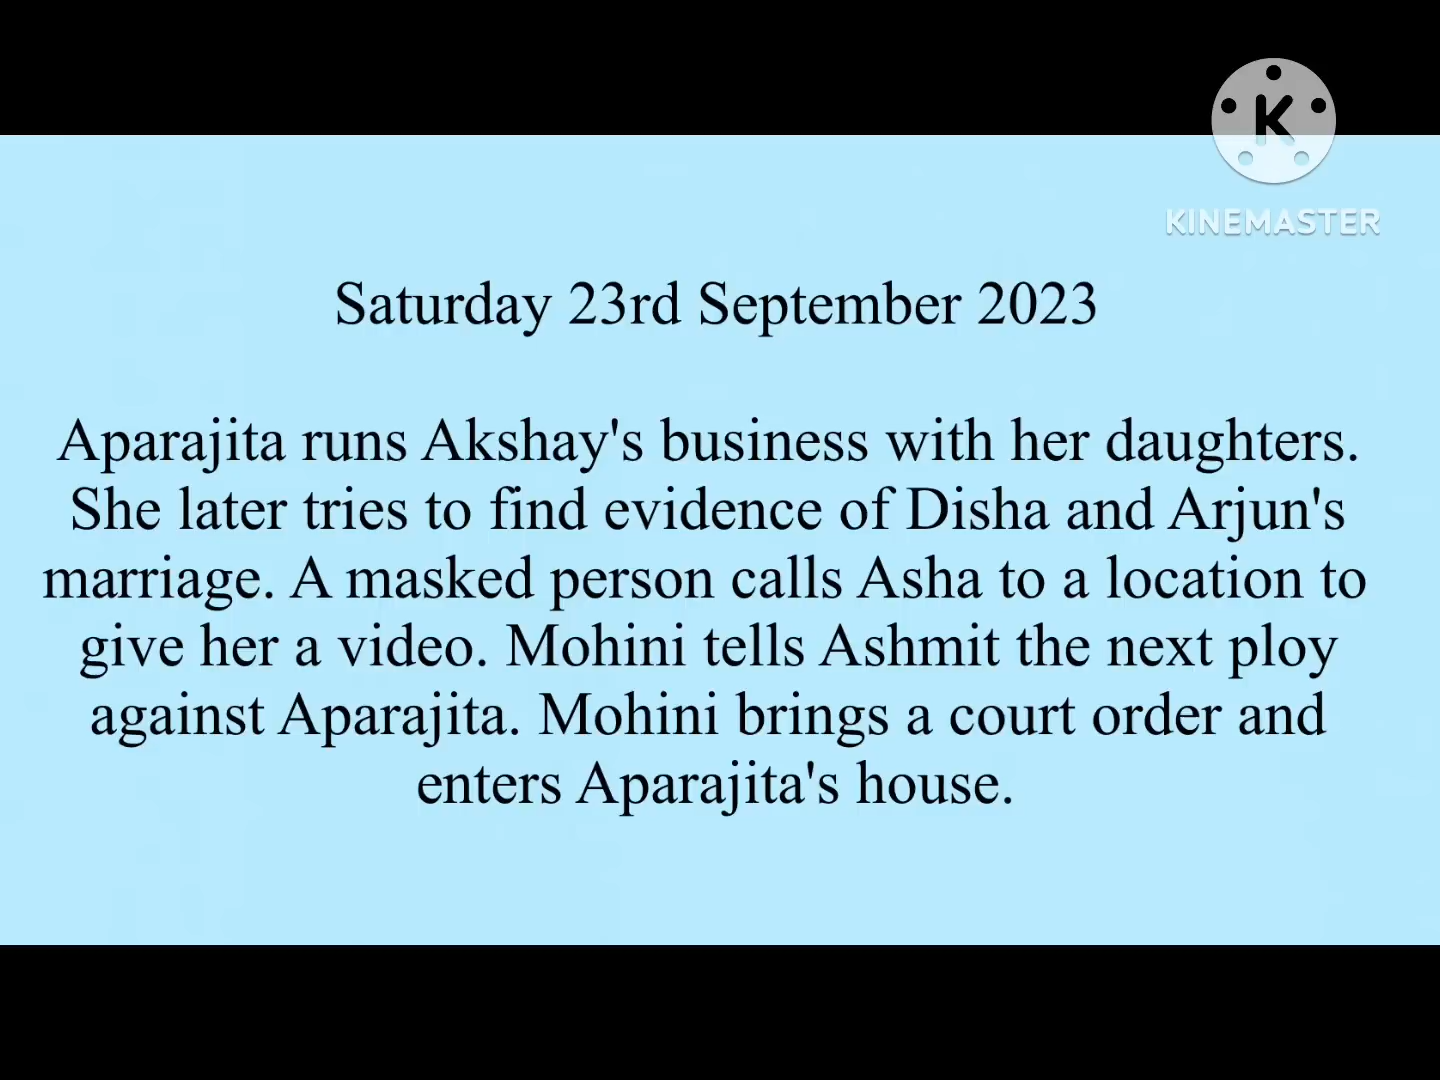 K
KINEMASTER
Saturday 23rd September 2023
Aparajita runs Akshay's business with her daughters.
She later tries to find evidence of Disha and Arjun's
marriage. A masked person calls Asha to a location to
give her a video. Mohini tells Ashmit the next ploy
against Aparajita. Mohini brings a court order and
enters Aparajita's house.